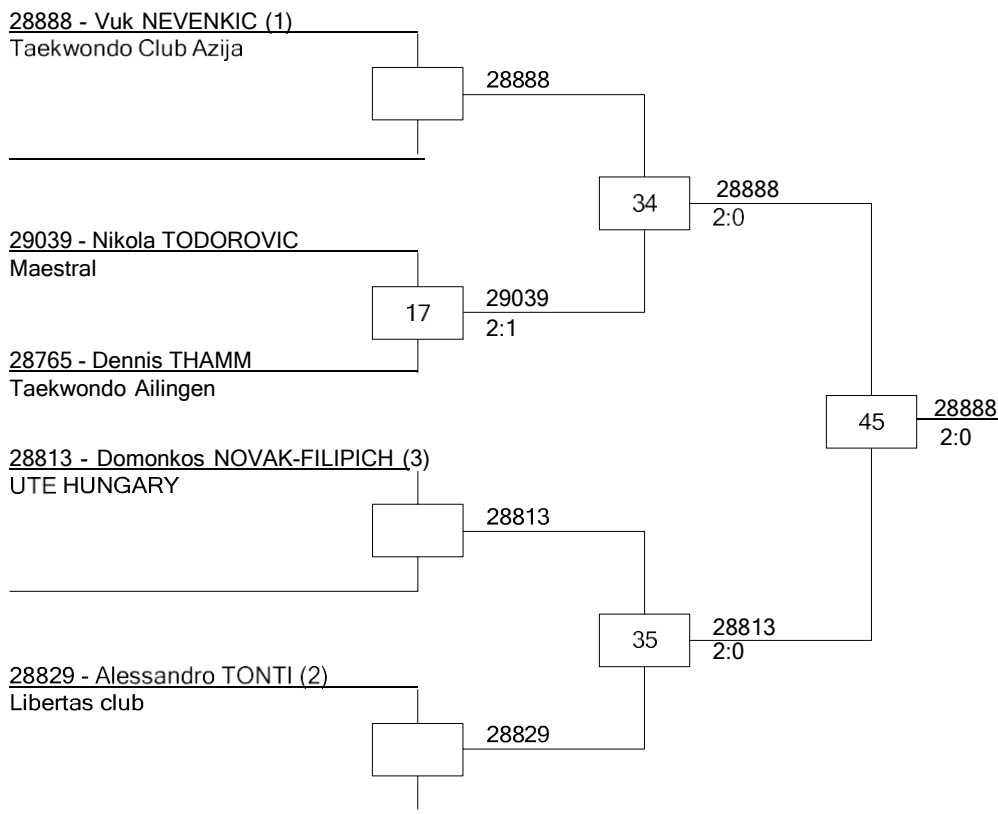 28888 - Vuk NEVENKIC (1)
Taekwondo Club Azija
28888
34
28888
2:0
29039 - Nikola TODOROVIC
Maestral
17
29039
2:1
28765 - Dennis THAMM
Taekwondo Ailingen
45
28888
2:0
28813 - Domonkos NOVAK-FILIPICH (3)
UTE HUNGARY
28813
35
28813
2:0
28829 - Alessandro TONTI (2)
Libertas club
28829